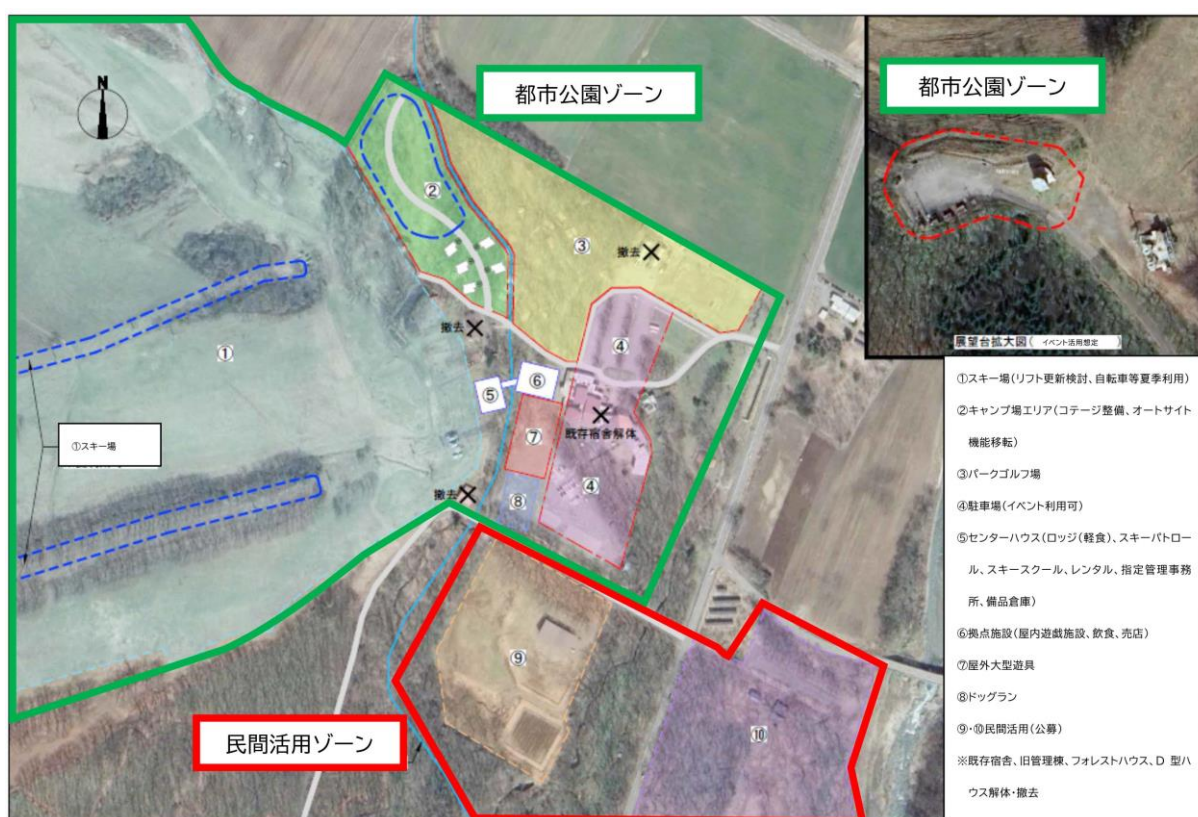 都市公園ゾーン
都市公園ゾーン
N
②
③
撤去
撤去
①
④
⑤
⑥
既存宿舎解体
⑦
④
撤去
⑧
①スキー場
⑨
⑩
民間活用ゾーン
展望台拡大図( イベント活用想定 )
①スキー場(リフト更新検討、自転車等夏季利用)
②キャンプ場エリア(コテージ整備、オートサイト
機能移転)
③パークゴルフ場
④駐車場(イベント利用可)
⑤センターハウス(ロッジ(軽食)、スキーパトロー
ル、スキースクール、レンタル、指定管理事務
所、備品倉庫)
⑥拠点施設(屋内遊戯施設、飲食、売店)
⑦屋外大型遊具
⑧ドッグラン
⑨・⑩民間活用(公募)
※既存宿舎、旧管理棟、フォレストハウス、D 型ハ
ウス解体・撤去